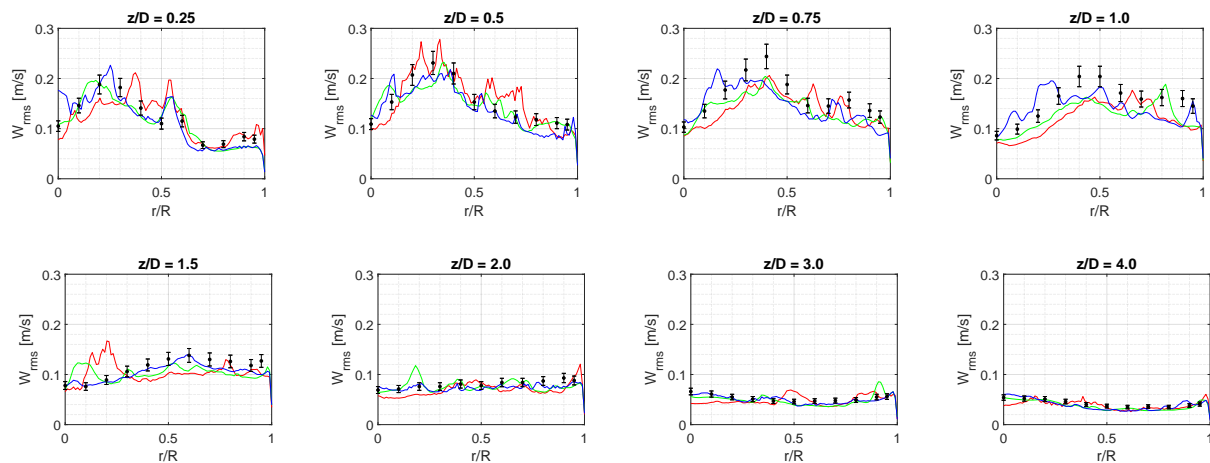 z/D = 0.25
0.3
0.2
0.1
0
W_rms [m/s]
0
0.5
1
r/R
z/D = 0.5
0.3
0.2
0.1
0
W_rms [m/s]
0
0.5
1
r/R
z/D = 0.75
0.3
0.2
0.1
0
W_rms [m/s]
0
0.5
1
r/R
z/D = 1.0
0.3
0.2
0.1
0
W_rms [m/s]
0
0.5
1
r/R
z/D = 1.5
0.3
0.2
0.1
0
W_rms [m/s]
0
0.5
1
r/R
z/D = 2.0
0.3
0.2
0.1
0
W_rms [m/s]
0
0.5
1
r/R
z/D = 3.0
0.3
0.2
0.1
0
W_rms [m/s]
0
0.5
1
r/R
z/D = 4.0
0.3
0.2
0.1
0
W_rms [m/s]
0
0.5
1
r/R